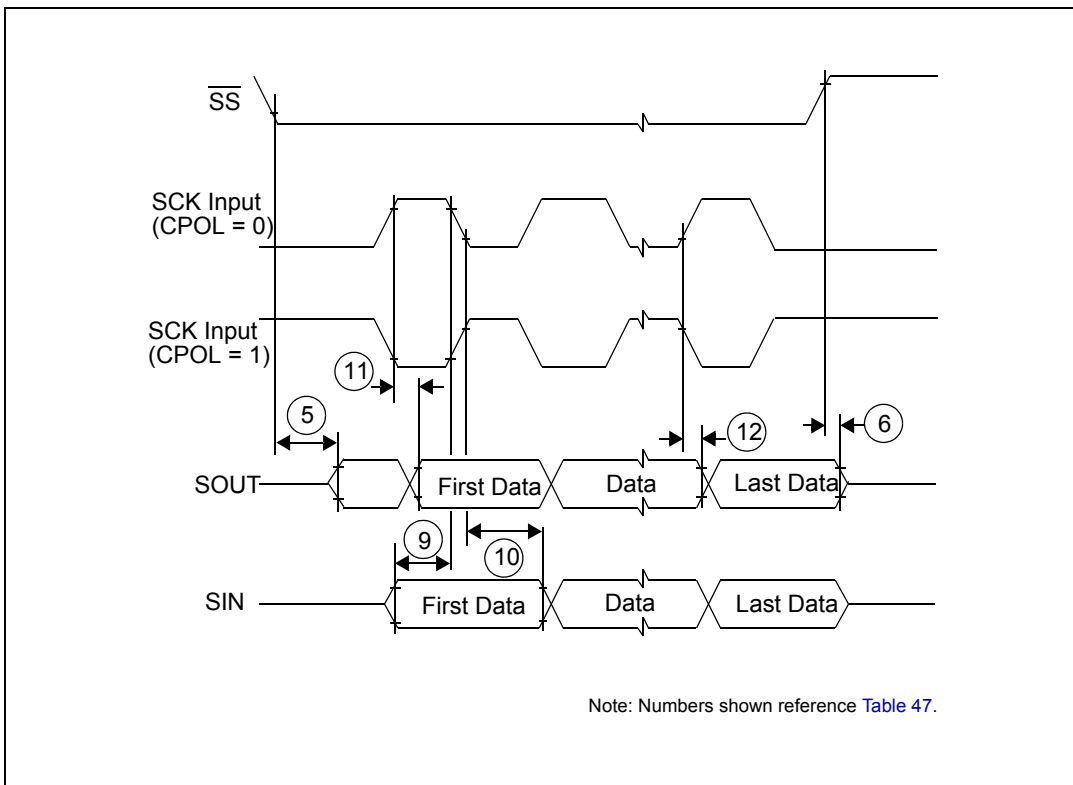 SS
SCK Input
(CPOL = 0)
SCK Input
(CPOL = 1)
11
5
12
6
SOUT
First Data
Data
Last Data
9
10
SIN
First Data
Data
Last Data
Note: Numbers shown reference Table 47.